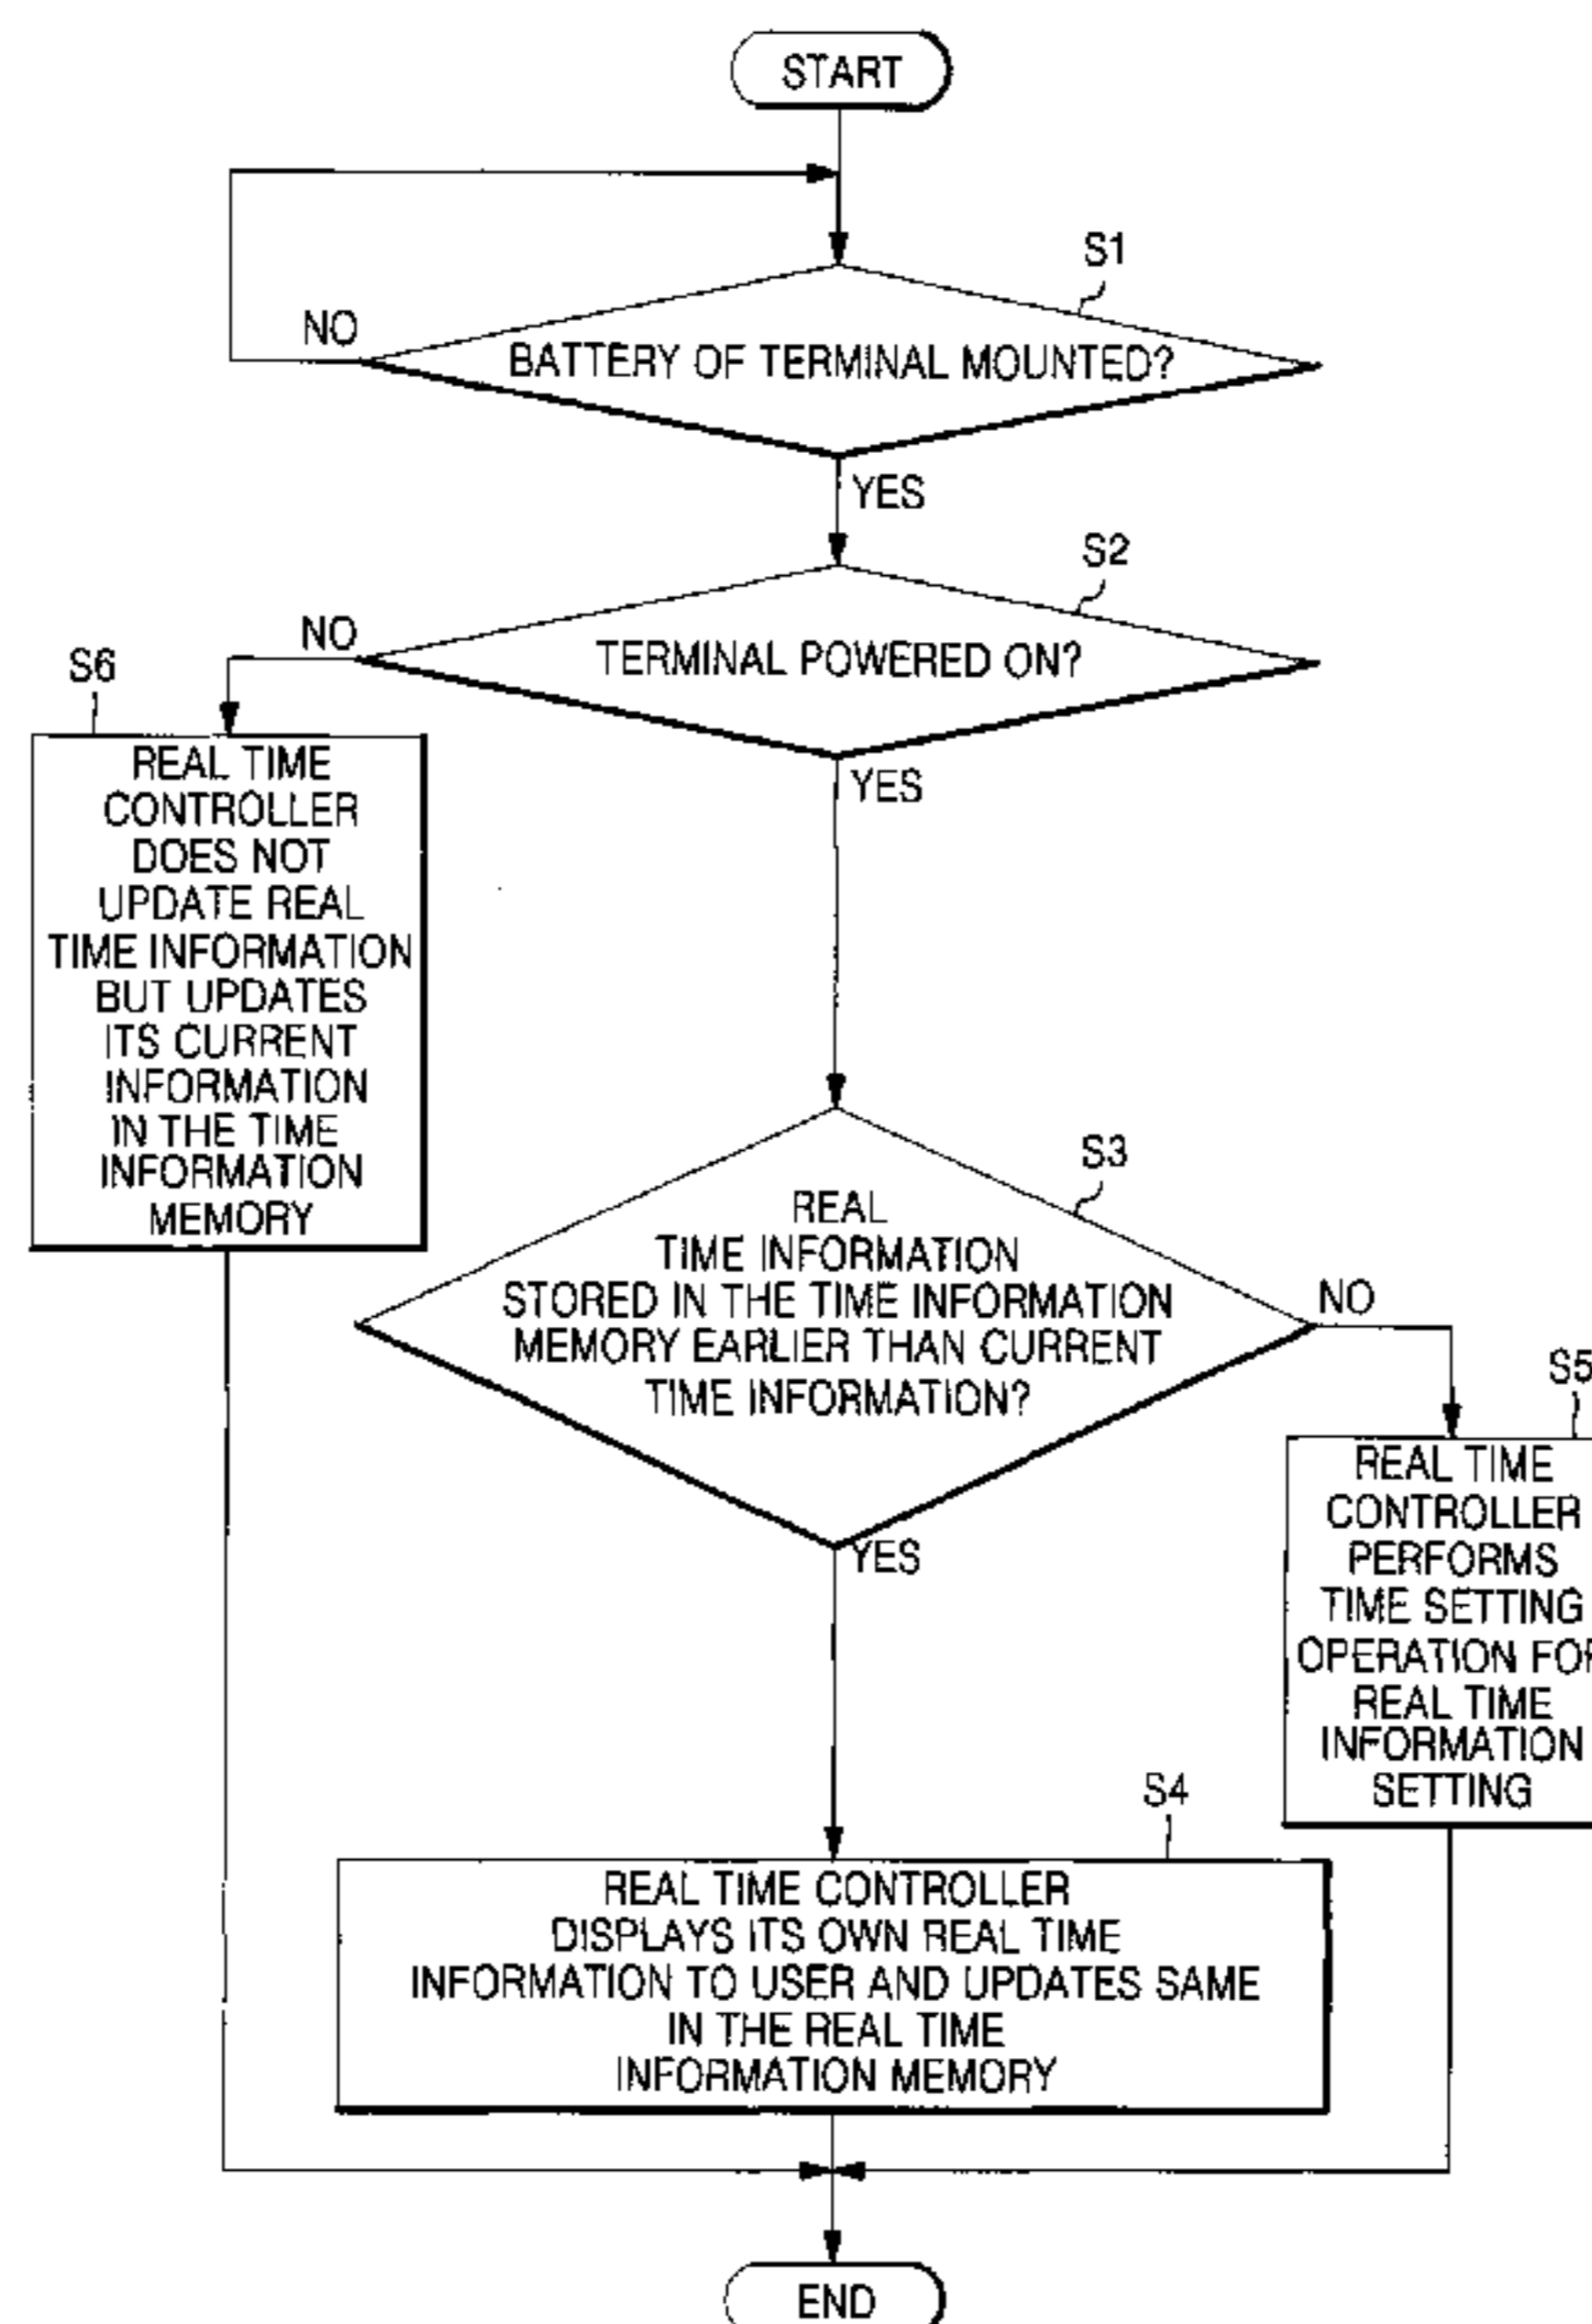 START
S1
NO
BATTERY OF TERMINAL MOUNTED?
YES
S2
NO
TERMINAL POWERED ON?
YES
S6
REAL TIME
CONTROLLER
DOES NOT
UPDATE REAL
TIME INFORMATION
BUT UPDATES
ITS CURRENT
INFORMATION
IN THE TIME
INFORMATION
MEMORY
S3
REAL
TIME INFORMATION
STORED IN THE TIME INFORMATION
MEMORY EARLIER THAN CURRENT
TIME INFORMATION?
NO
YES
S5
REAL TIME
CONTROLLER
PERFORMS
TIME SETTING
OPERATION FOR
REAL TIME
INFORMATION
SETTING
S4
REAL TIME CONTROLLER
DISPLAYS ITS OWN REAL TIME
INFORMATION TO USER AND UPDATES SAME
IN THE REAL TIME
INFORMATION MEMORY
END